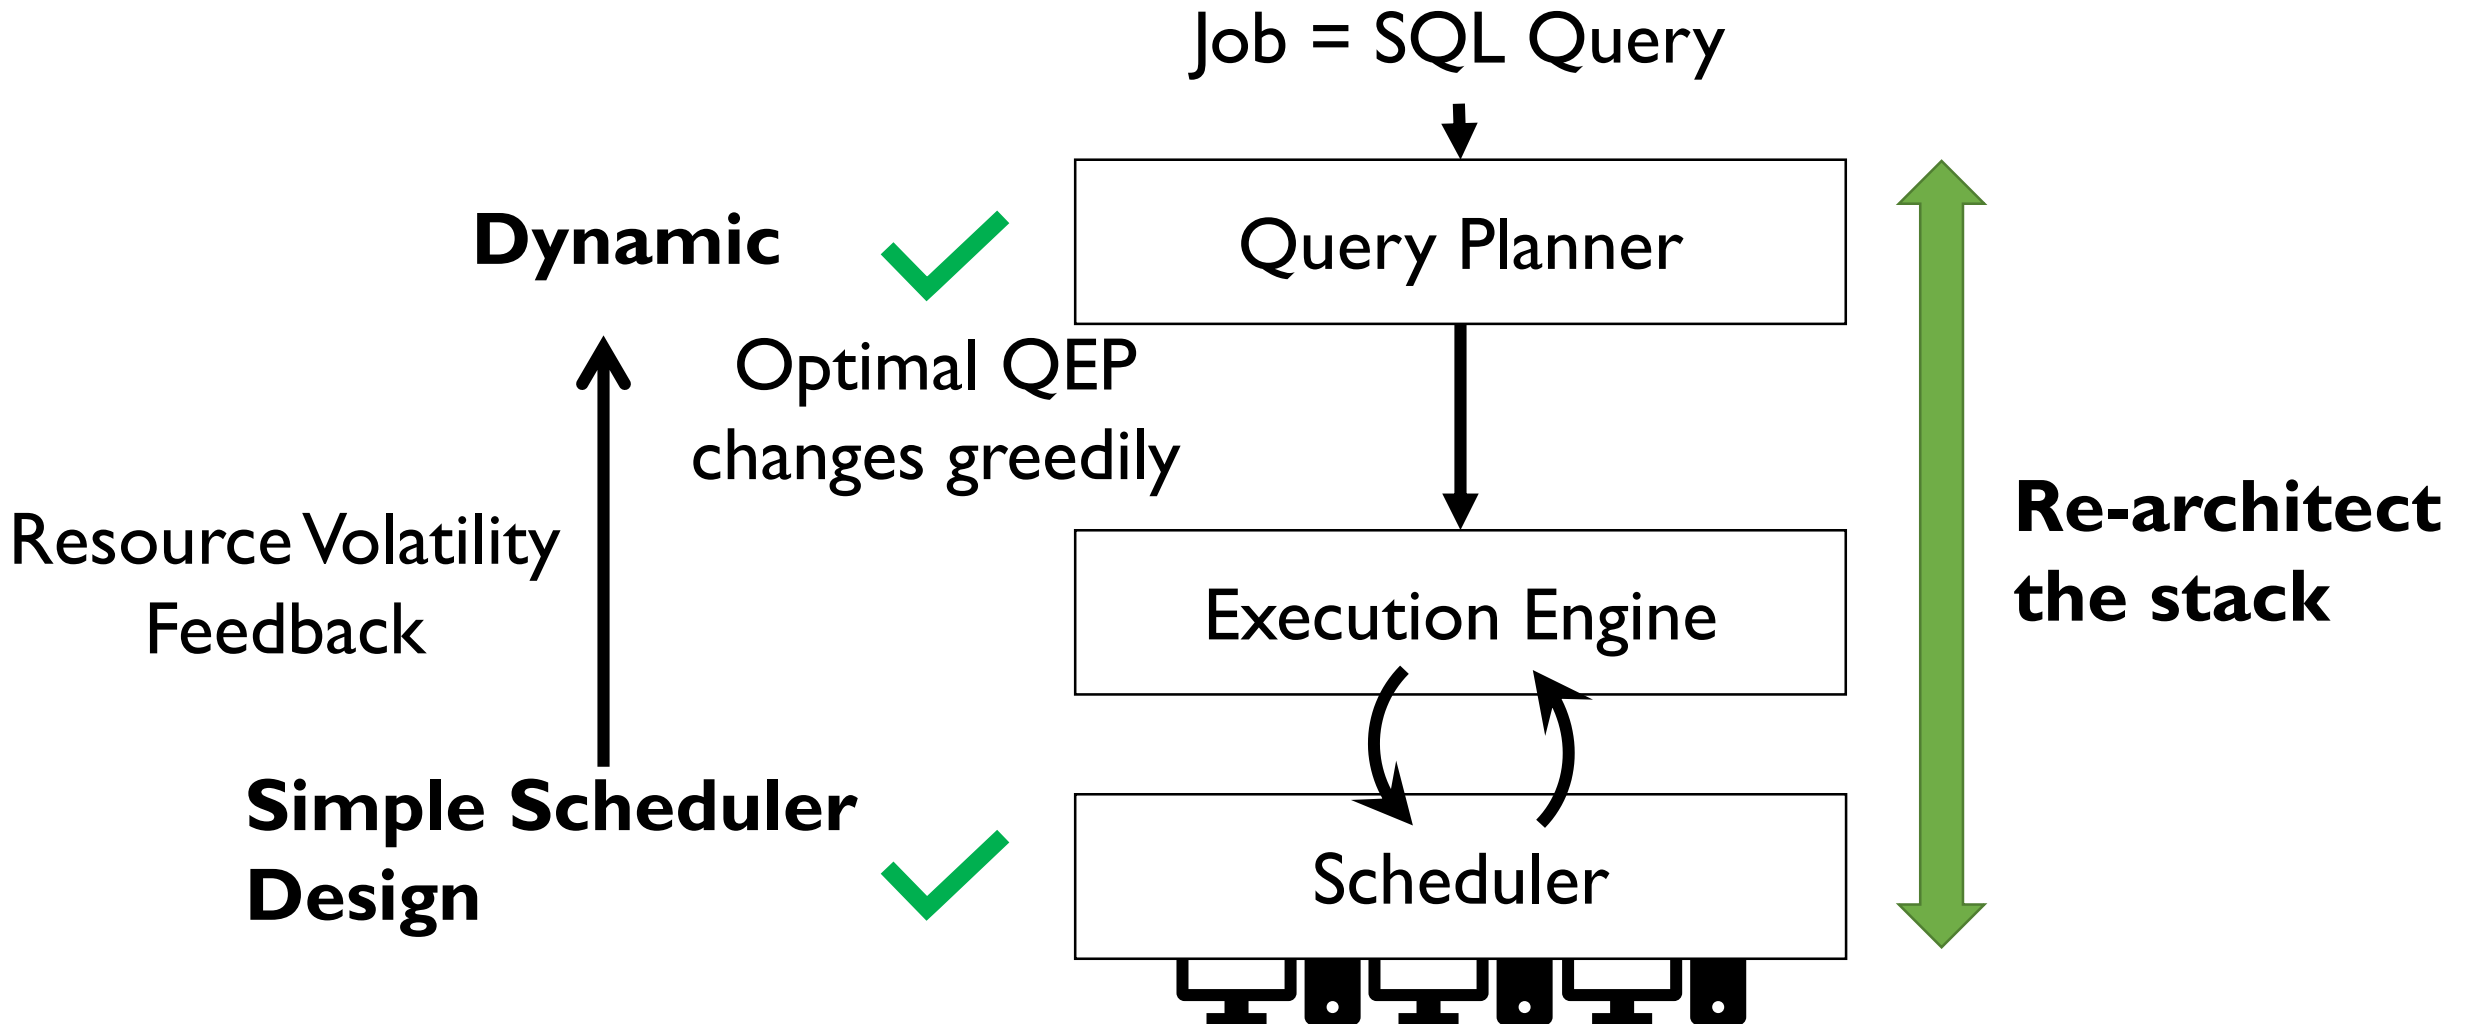 Job = SQL Query
Dynamic
Query Planner
Optimal QEP
changes greedily
Resource Volatility
Feedback
Execution Engine
Re-architect
the stack
Simple Scheduler
Design
Scheduler